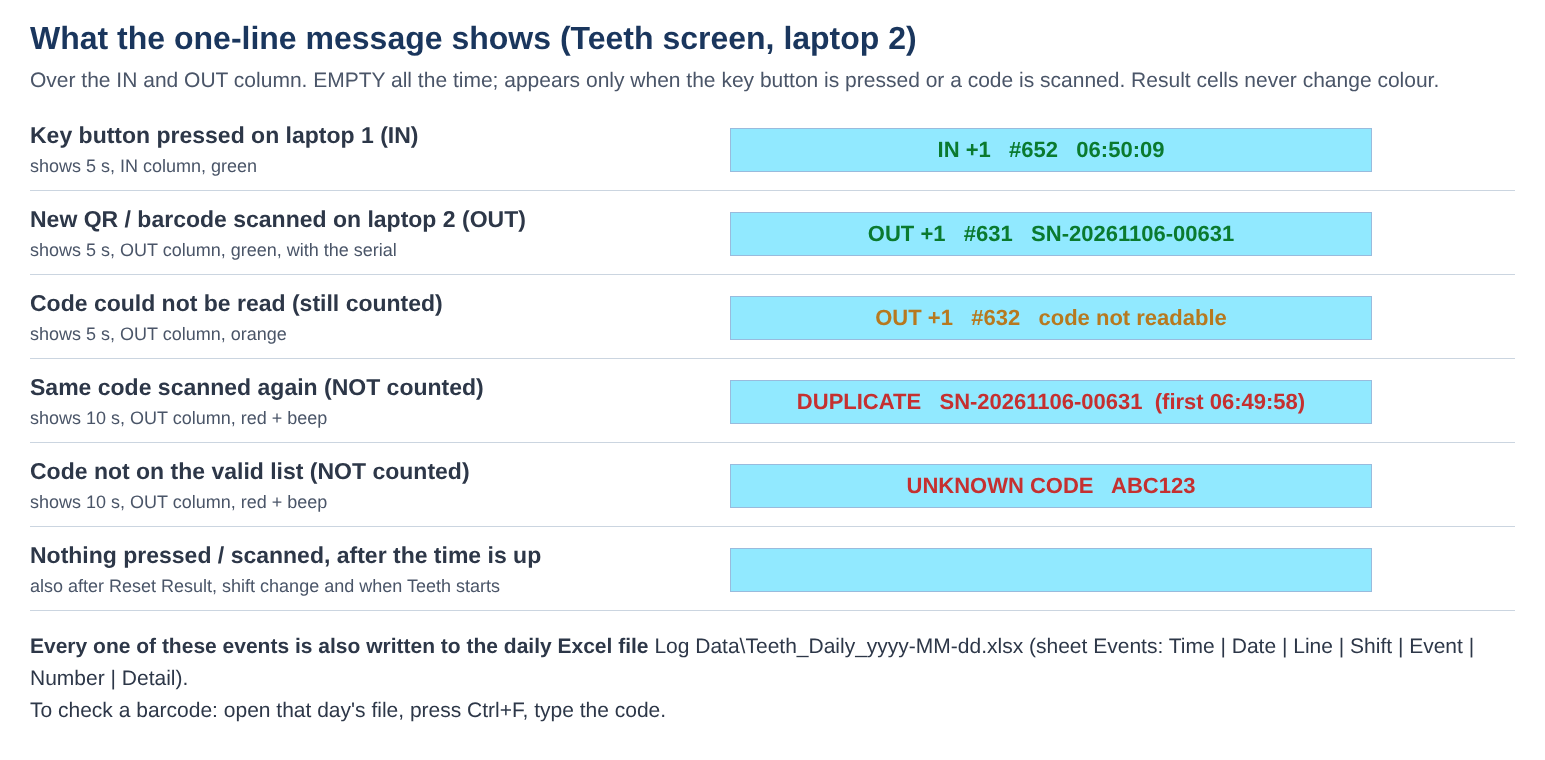 What the one-line message shows (Teeth screen, laptop 2)
Over the IN and OUT column. EMPTY all the time; appears only when the key button is pressed or a code is scanned. Result cells never change colour.
Key button pressed on laptop 1 (IN)
shows 5 s, IN column, green
IN +1 #652 06:50:09
New QR / barcode scanned on laptop 2 (OUT)
shows 5 s, OUT column, green, with the serial
OUT +1 #631 SN-20261106-00631
Code could not be read (still counted)
shows 5 s, OUT column, orange
OUT +1 #632 code not readable
Same code scanned again (NOT counted)
shows 10 s, OUT column, red + beep
DUPLICATE SN-20261106-00631 (first 06:49:58)
Code not on the valid list (NOT counted)
shows 10 s, OUT column, red + beep
UNKNOWN CODE ABC123
Nothing pressed / scanned, after the time is up
also after Reset Result, shift change and when Teeth starts
Every one of these events is also written to the daily Excel file Log Data\Teeth_Daily_yyyy-MM-dd.xlsx (sheet Events: Time | Date | Line | Shift | Event |
Number | Detail).
To check a barcode: open that day's file, press Ctrl+F, type the code.